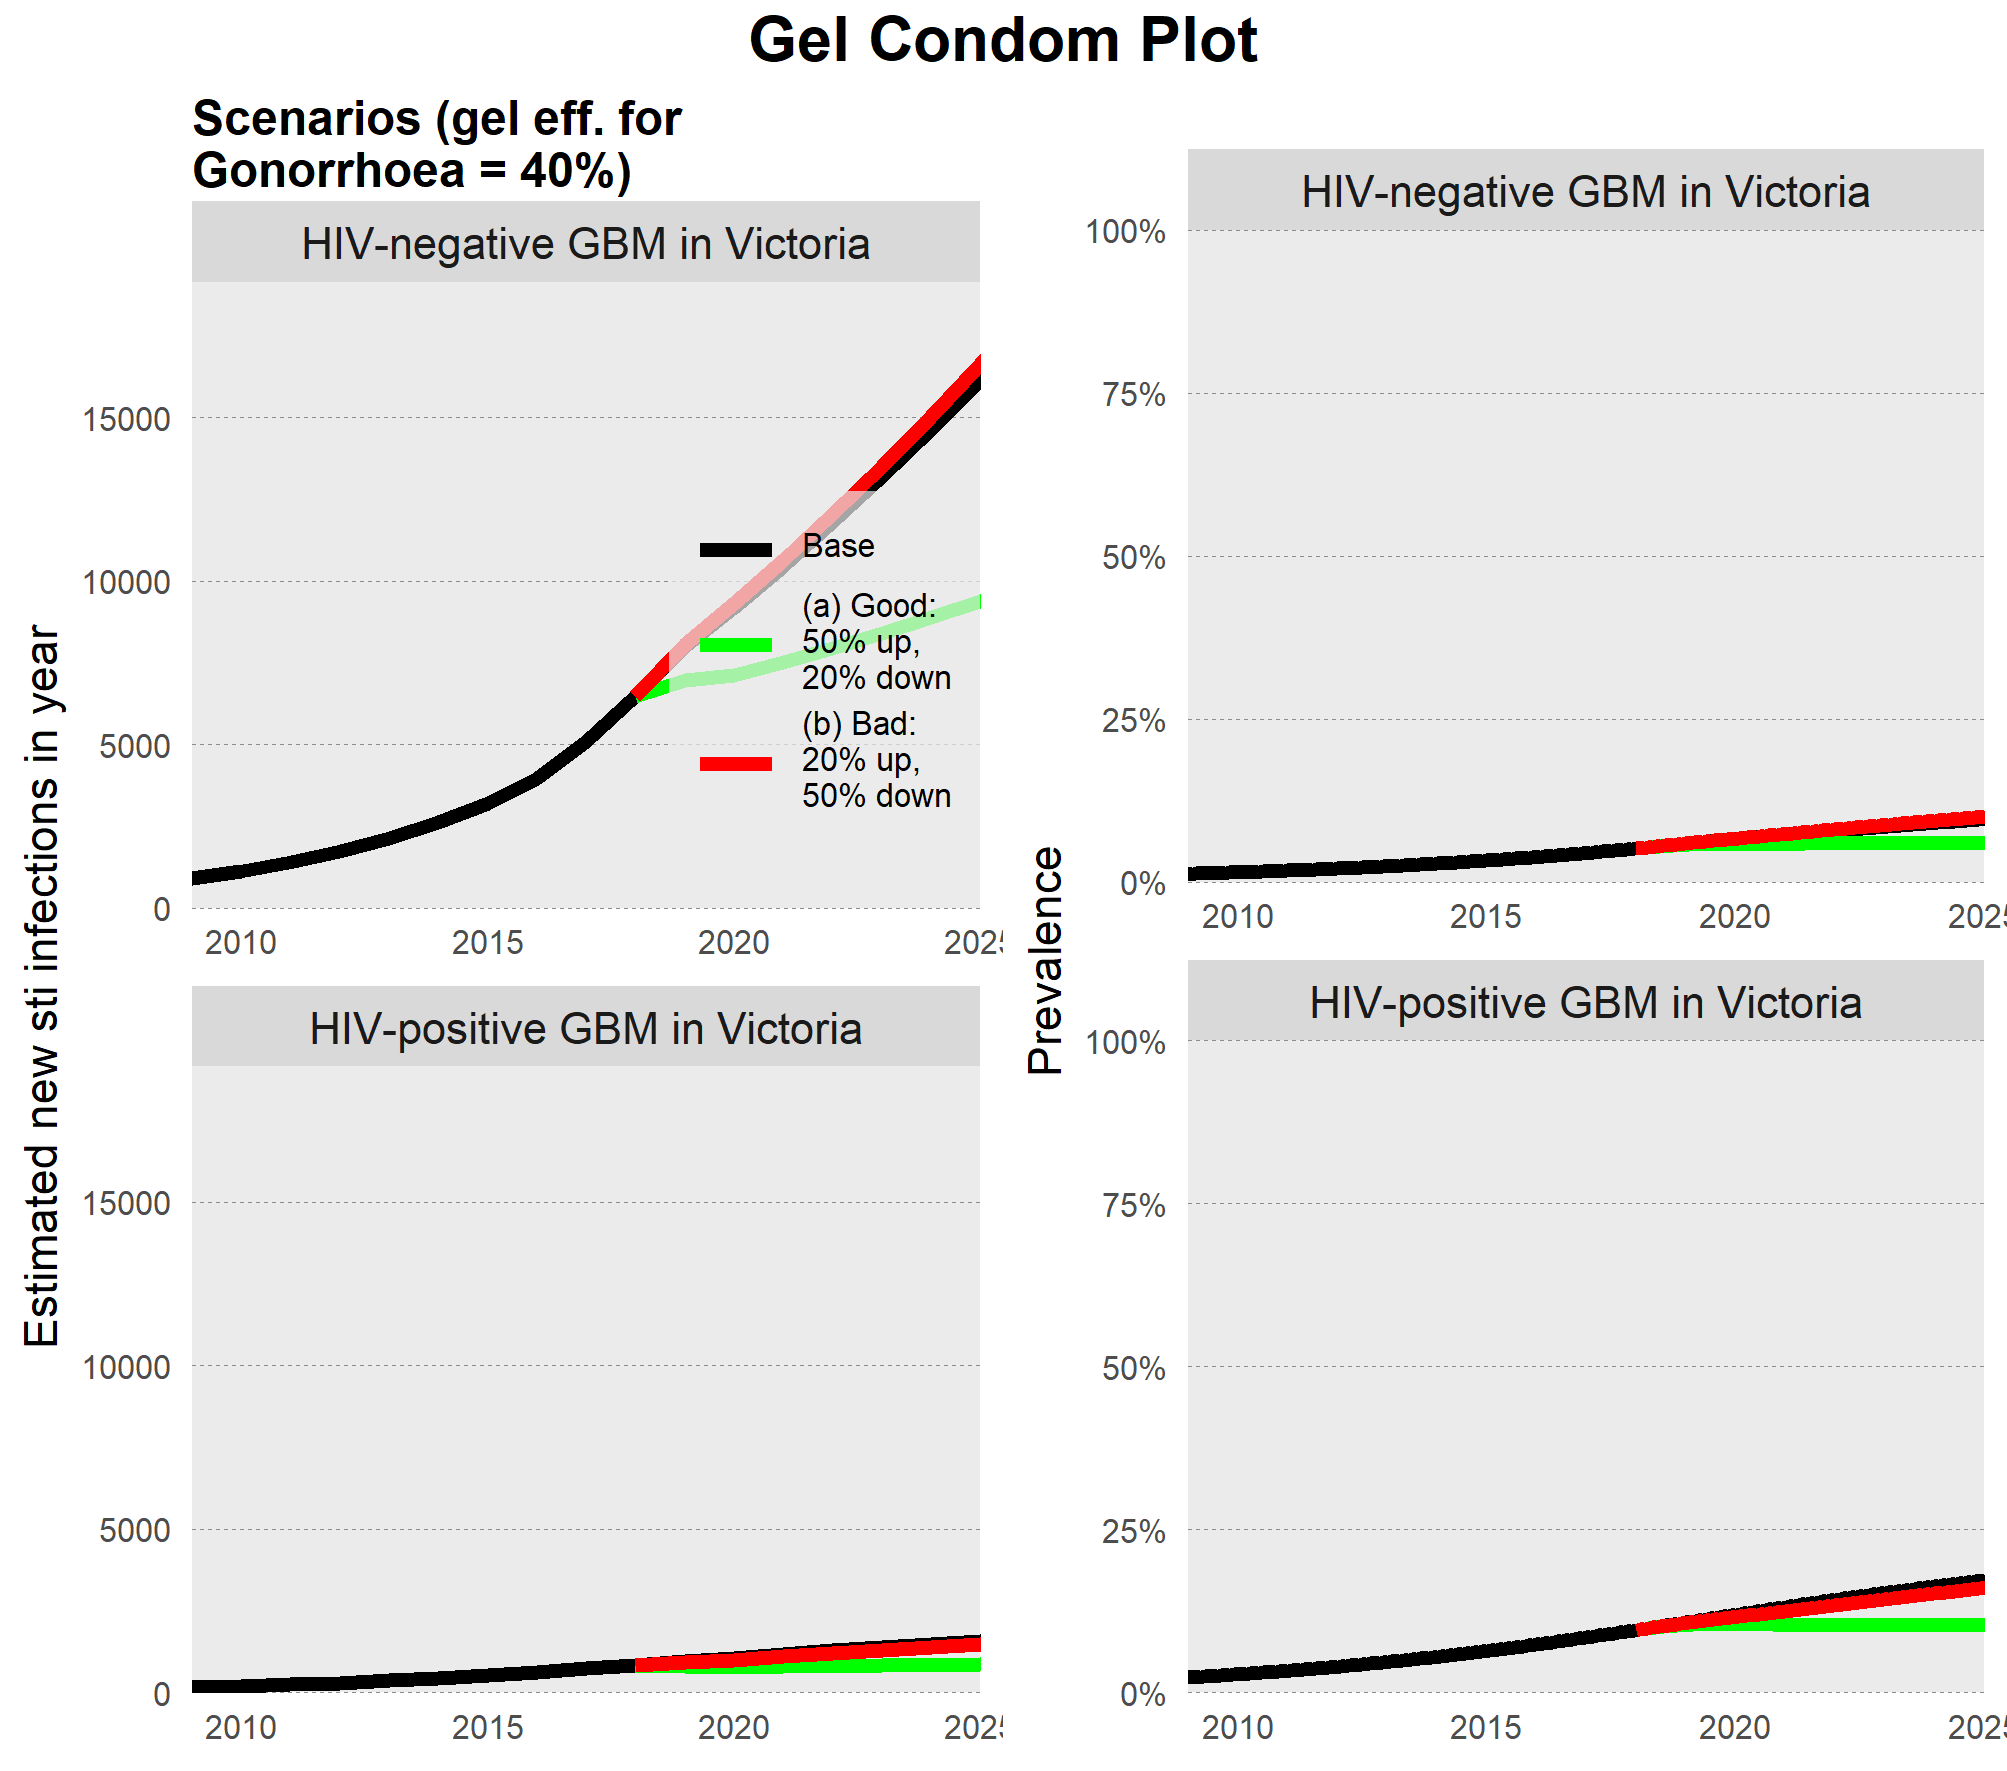 Gel Condom Plot
Scenarios (gel eff. for
Gonorrhoea = 40%)
Estimated new sti infections in year
HIV-negative GBM in Victoria
15000
10000
5000
0
2010 2015 2020 2025
Base
(a) Good:
50% up,
20% down
(b) Bad:
20% up,
50% down
HIV-positive GBM in Victoria
15000
10000
5000
0
2010 2015 2020 2025
Prevalence
HIV-negative GBM in Victoria
100%
75%
50%
25%
0%
2010 2015 2020 2025
HIV-positive GBM in Victoria
100%
75%
50%
25%
0%
2010 2015 2020 2025